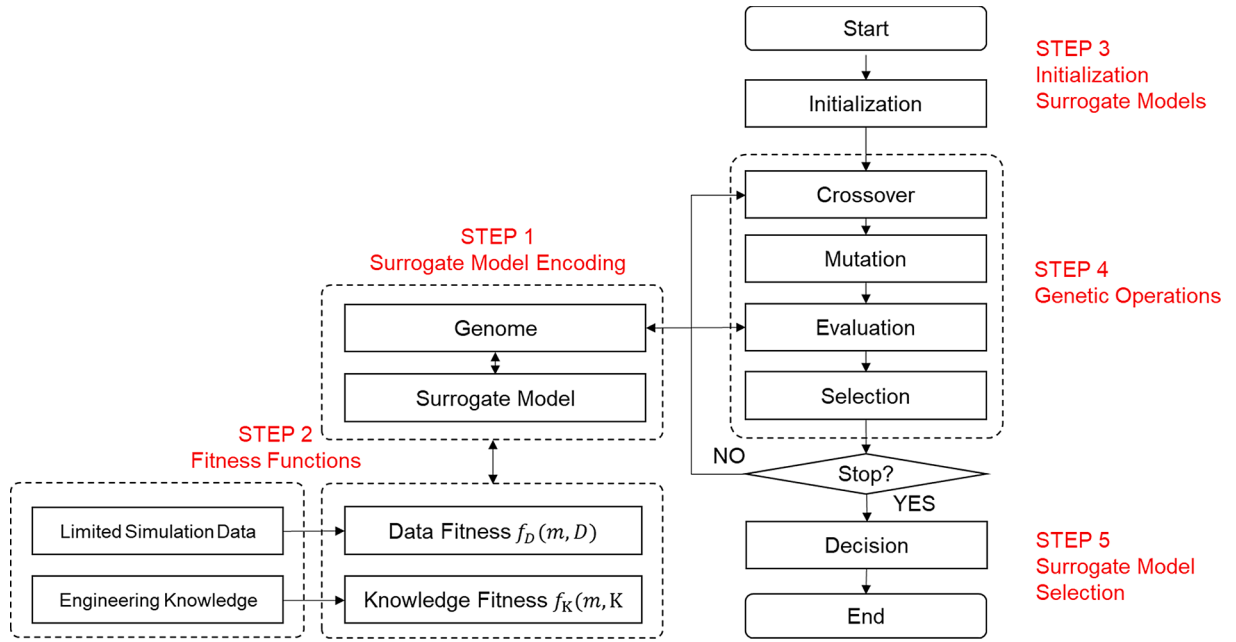 Start
STEP 3
Initialization
Surrogate Models
Initialization
Crossover
Mutation
STEP 4
Genetic Operations
Evaluation
Selection
STEP 1
Surrogate Model Encoding
Genome
Surrogate Model
STEP 2
Fitness Functions
Limited Simulation Data
Data Fitness f_D(m, D)
Engineering Knowledge
Knowledge Fitness f_K(m, K
NO
Stop?
YES
Decision
STEP 5
Surrogate Model
Selection
End